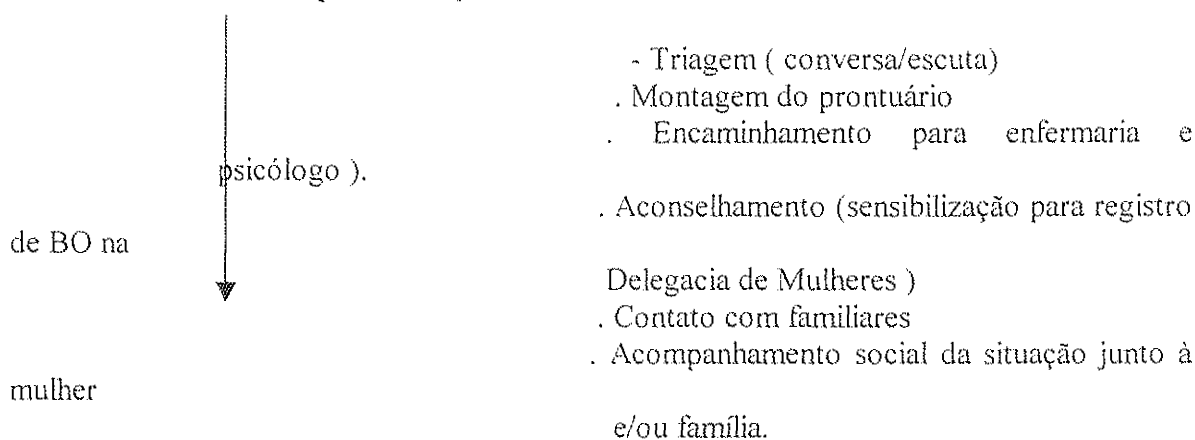 - Triagem ( conversa/escuta)
. Montagem do prontuário
. Encaminhamento para enfermaria e
psicólogo ).
. Aconselhamento (sensibilização para registro
de BO na
Delegacia de Mulheres )
. Contato com familiares
. Acompanhamento social da situação junto à
mulher
e/ou família.